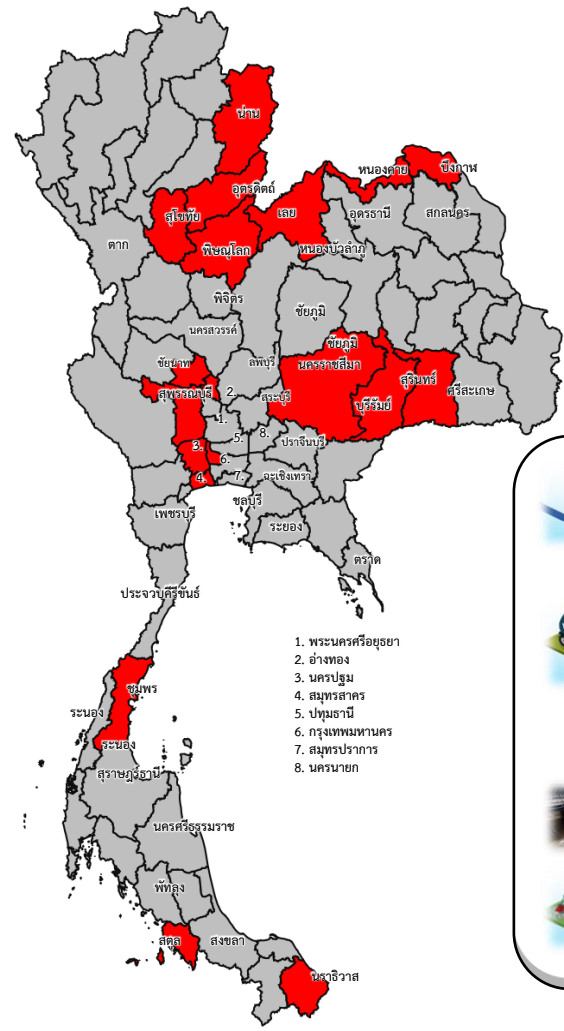 น่าน
หนองคาย
บึงกาฬ
อุตรดิตถ์
สุโขทัย
เลย
อุดรธานี
สกลนคร
ตาก
พิษณุโลก
หนองบัวลำภู
พิจิตร
ชัยภูมิ
นครสวรรค์
ชัยภูมิ
ชัยนาท
ลพบุรี
นครราชสีมา
สุรินทร์
สุพรรณบุรี
2.
สระบุรี
บุรีรัมย์
ศรีสะเกษ
1.
5.
8.
ปราจีนบุรี
3.
6.
4.
7.
ฉะเชิงเทรา
ชลบุรี
เพชรบุรี
ระยอง
ตราด
ประจวบคีรีขันธ์
1. พระนครศรีอยุธยา
2. อ่างทอง
3. นครปฐม
4. สมุทรสาคร
5. ปทุมธานี
6. กรุงเทพมหานคร
7. สมุทรปราการ
8. นครนายก
ชุมพร
ระนอง
ระนอง
สุราษฎร์ธานี
นครศรีธรรมราช
พัทลุง
สตูล
สงขลา
นราธิวาส